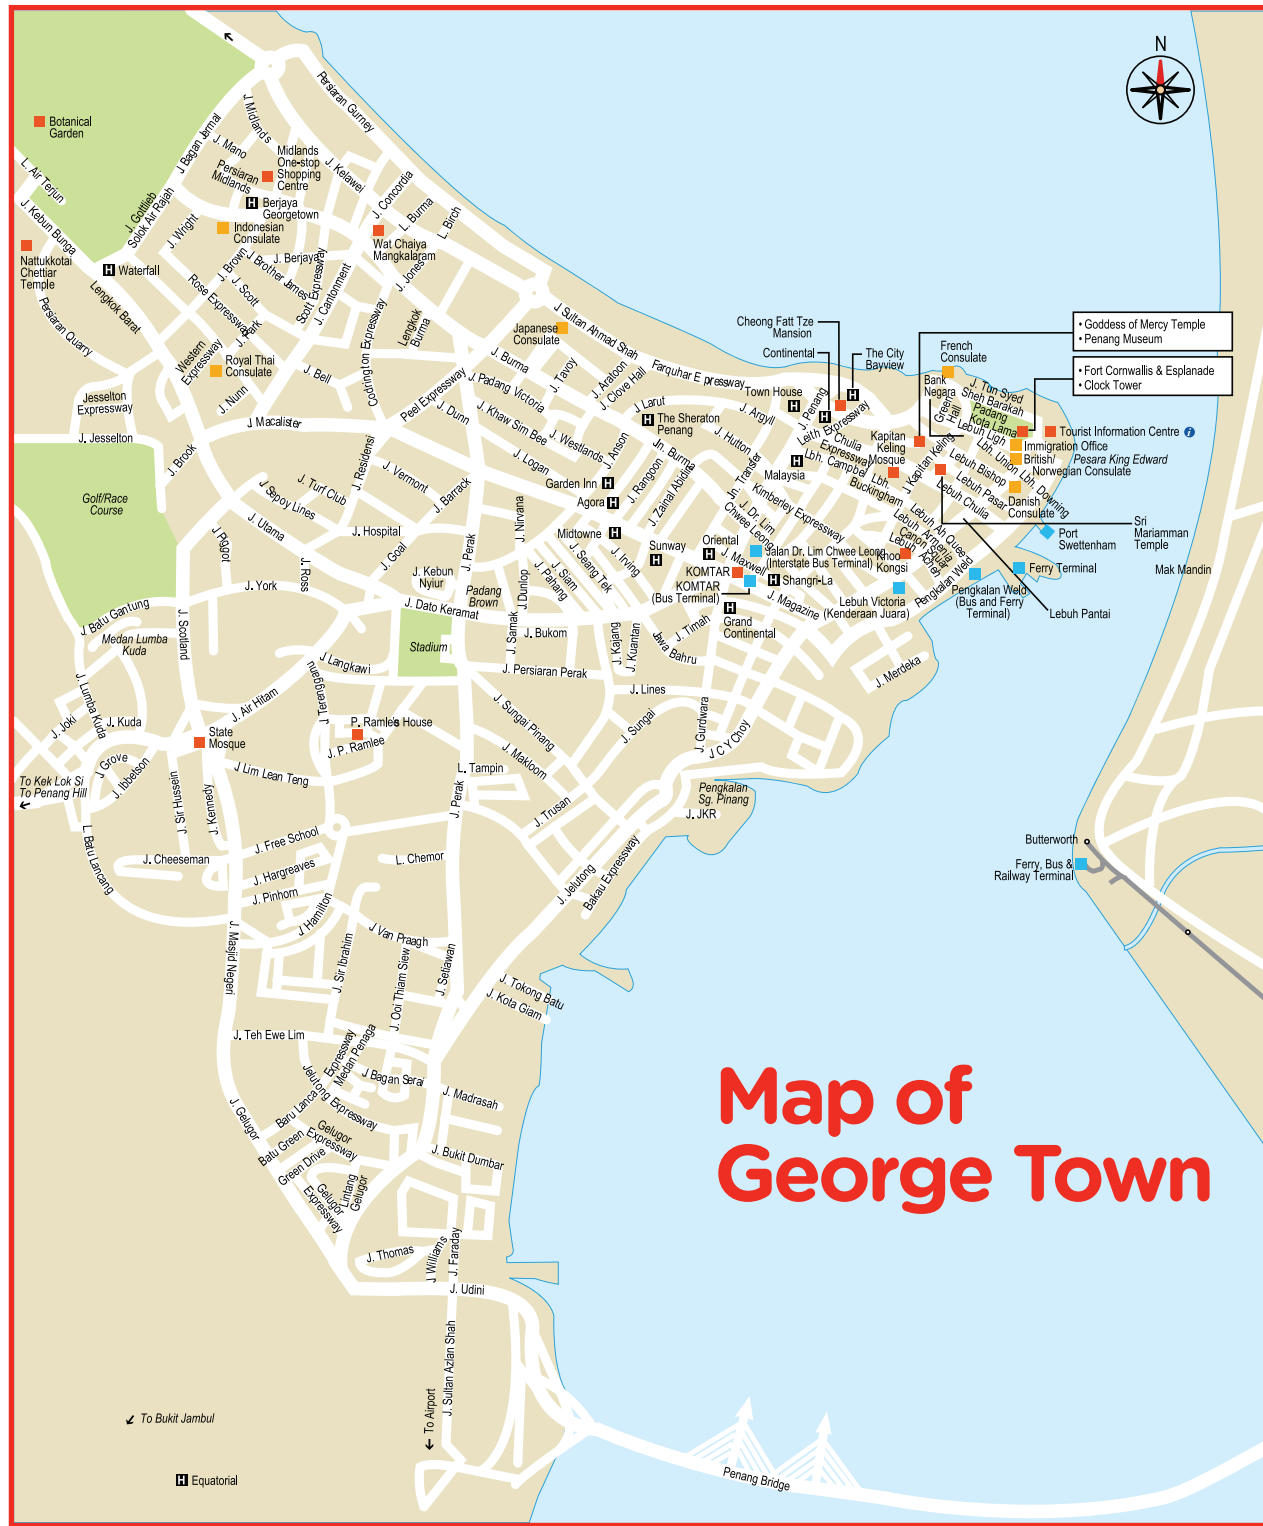 N
Botanical
Garden
L. Air Terjun
J. Kebun Bunga
Nattukkotai
Chettiar
Temple
Persiaran Quarry
Waterfall
Lengkok Barat
J. Gottlieb
Solok Air Rajah
J Bagan Jermal
J Midlands
J. Mano
Persiaran
Midlands
Midlands
One-stop
Shopping
Centre
Berjaya
Georgetown
Indonesian
Consulate
J. Wright
Persiaran Gurney
J. Kelawei
J. Concordia
L. Burma
L. Birch
Wat Chaiya
Mangkalaram
J. Jones
J. Brown
J Brother James
J. Berjaya
J. Scott
Rose Expressway
J. Park
Scott Expressway
J. Cantonment
Codrington Expressway
Lengkok
Burma
Western
Expressway
Royal Thai
Consulate
J. Nunn
J. Bell
Japanese
Consulate
J Sultan Ahmad Shah
J. Burma
J. Tavoy
J. Aratoon
J. Clove Hall
Farquhar E pressway
Cheong Fatt Tze
Mansion
Continental
The City
Bayview
Town House
J. Penang
Leith Expressway
• Goddess of Mercy Temple
• Penang Museum
• Fort Cornwallis & Esplanade
• Clock Tower
French
Consulate
Bank
Negara
J. Tun Syed
Sheh Barakah
Padang
Kota Lama
Green
Hall
Lebuh Ligh
Tourist Information Centre i
Immigration Office
British/
Norwegian Consulate
Pesara King Edward
Lbh. Union
Lbh. Downing
Danish
Consulate
Lebuh Bishop
Lebuh Pasar
Lebuh Chulia
Kapitan
Keling
Mosque
J. Kapitan Keling
J. Chulia
Expressway
Lbh. Campbel
Lbh.
Buckingham
Malaysia
J. Argyll
J. Hutton
Jn. Transfer
Kimberley Expressway
J. Larut
The Sheraton
Penang
J. Anson
Jn. Burma
J. Rangoon
J. Zainal Abidin
J. Padang Victoria
J. Khaw Sim Bee
J. Westlands
J. Logan
Garden Inn
Agora
Midtowne
Sunway
Oriental
J. Dr. Lim
Chwee Leong
J. Maxwell
Jalan Dr. Lim Chwee Leong
(Interstate Bus Terminal)
KOMTAR
KOMTAR
(Bus Terminal)
Shangri-La
J. Magazine
Grand
Continental
Lebuh Victoria
(Kenderaan Juara)
Khoo
Kongsi
Lebuh Ah Quee
Lebuh Armenia
Canon Square
Lebuh Acheh
Pengkalan Weld
Pengkalan Weld
(Bus and Ferry
Terminal)
Ferry Terminal
Port
Swettenham
Sri
Mariamman
Temple
Lebuh Pantai
Mak Mandin
Jesselton
Expressway
J. Jesselton
Golf/Race
Course
J. Brook
J Macalister
Peel Expressway
J. Dunn
J. Residensi
J. Vermont
J. Barrack
J. Turf Club
J Sepoy Lines
J. Utama
J. Hospital
J. Goal
J. Piggot
J. York
J. Ross
J. Kebun
Nyiur
Padang
Brown
J. Perak
J. Nirvana
J. Dunlop
J. Pahang
J. Siam
J. Seang Tek
J. Irving
J. Dato Keramat
J. Samak
J. Bukom
J. Kajang
J. Kuantan
Jawa Bahru
J. Timah
J. Persiaran Perak
J. Lines
J. Merdeka
J. Gurdwara
J C Y Choy
J. Sungai
J. Sungai Pinang
J. Makloom
J. Trusan
Pengkalan
Sg. Pinang
J. JKR
J Batu Gantung
Medan Lumba
Kuda
J. Scotland
J. Lumba Kuda
J. Kuda
J. Joki
J Grove
J. Ibbetson
J. Air Hitam
J Langkawi
Stadium
J. Terengganu
P. Ramlee's House
J. P. Ramlee
State
Mosque
J Lim Lean Teng
L. Tampin
J. Perak
To Kek Lok Si
To Penang Hill
J. Sir Hussein
J. Kennedy
L. Batu Lancang
J. Cheeseman
J. Free School
J. Hargreaves
J. Pinhorn
J Hamilton
L. Chemor
J. Jelutong
Bakau Expressway
J Van Praagh
J. Masjid Negeri
J. Sir Ibrahim
J. Ooi Thiam Siew
J. Setiawan
J. Tokong Batu
J. Kota Giam
J. Teh Ewe Lim
Expressway
Medan Penaga
Baru Lanca
Jelutong Expressway
J Bagan Serai
J. Madrasah
J. Gelugor
Batu Green
Gelugor
Expressway
Green Drive
Gelugor
Expressway
Lintang
Gelugor
J. Bukit Dumbar
J. Thomas
J Williams
J. Faraday
J. Udini
J. Sultan Azlan Shah
To Airport
To Bukit Jambul
Equatorial
Penang Bridge
Butterworth
Ferry, Bus &
Railway Terminal
Map of
George Town